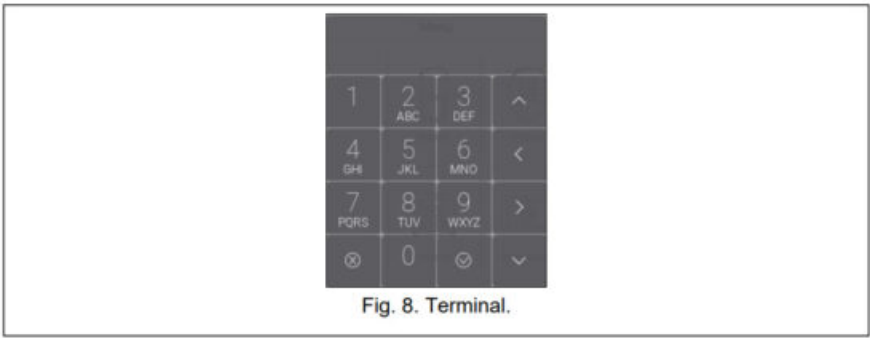 1 2 3
ABC DEF
4 5 6
GHI JKL MNO
7 8 9
PQRS TUV WXYZ
0
Fig. 8. Terminal.